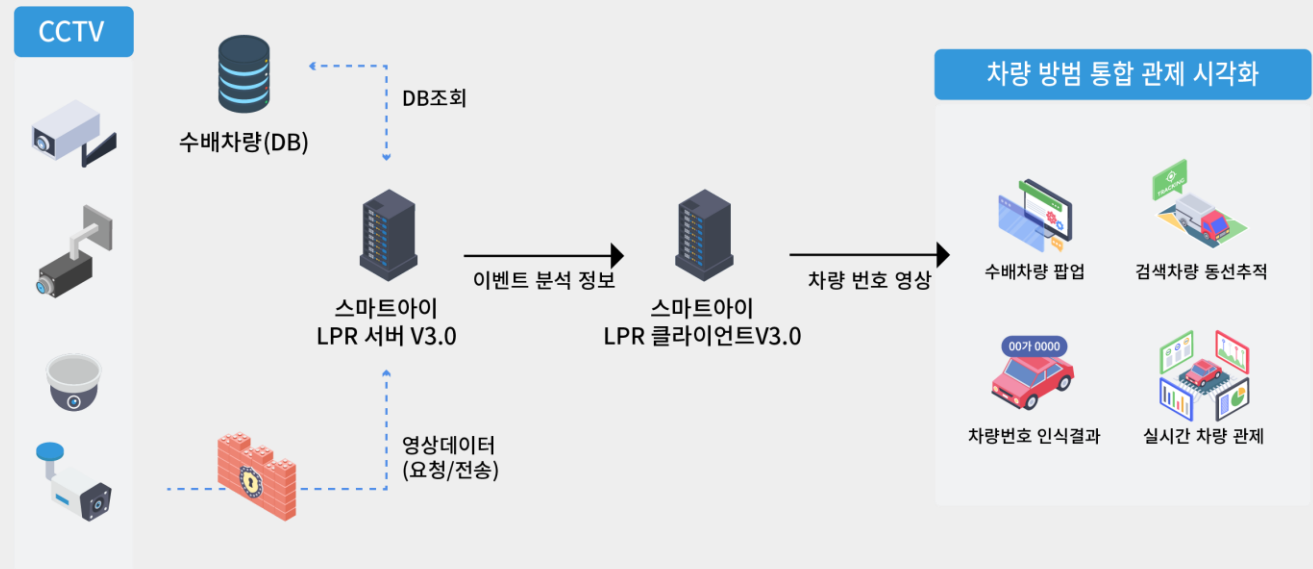 CCTV
수배차량(DB)
DB조회
차량 방범 통합 관제 시각화
이벤트 분석 정보
차량 번호 영상
스마트아이
LPR 서버 V3.0
스마트아이
LPR 클라이언트V3.0
TRACKING
수배차량 팝업
검색차량 동선추적
00가 0000
차량번호 인식결과
실시간 차량 관제
영상데이터
(요청/전송)